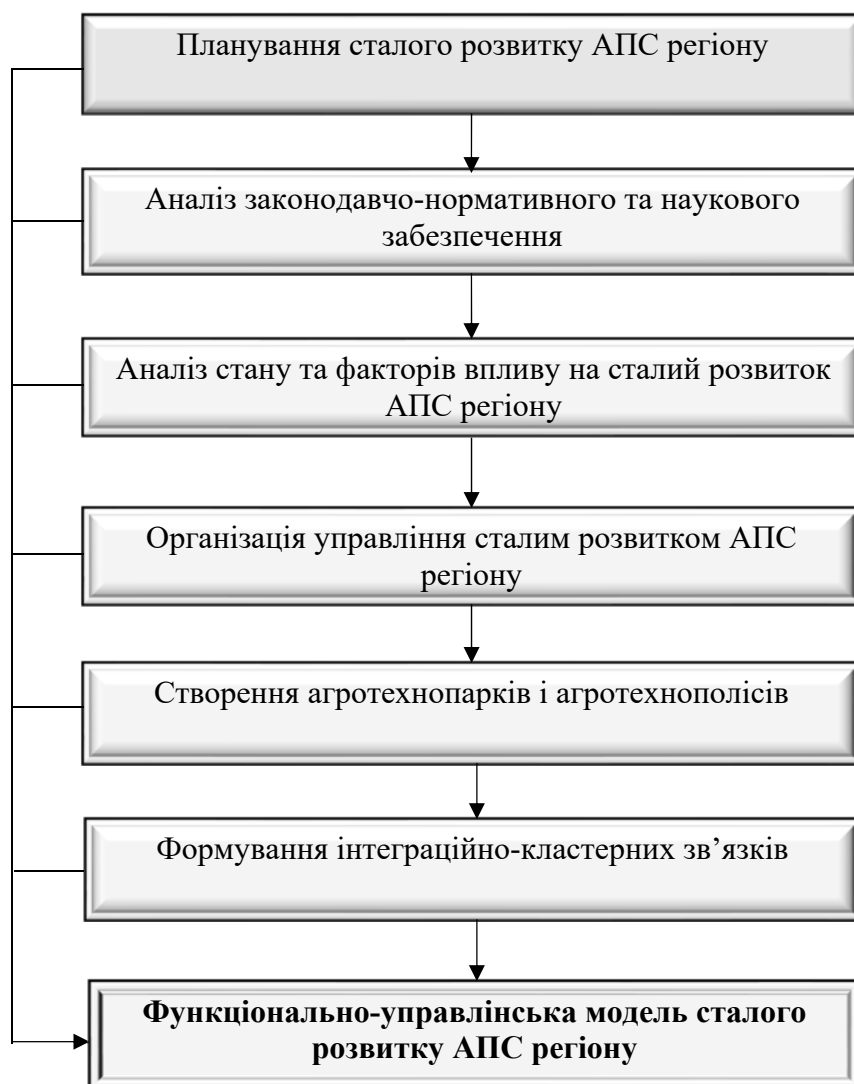 Планування сталого розвитку АПС регіону
Аналіз законодавчо-нормативного та наукового
забезпечення
Аналіз стану та факторів впливу на сталий розвиток
АПС регіону
Організація управління сталим розвитком АПС
регіону
Створення агротехнопарків і агротехнополісів
Формування інтеграційно-кластерних зв’язків
Функціонально-управлінська модель сталого
розвитку АПС регіону